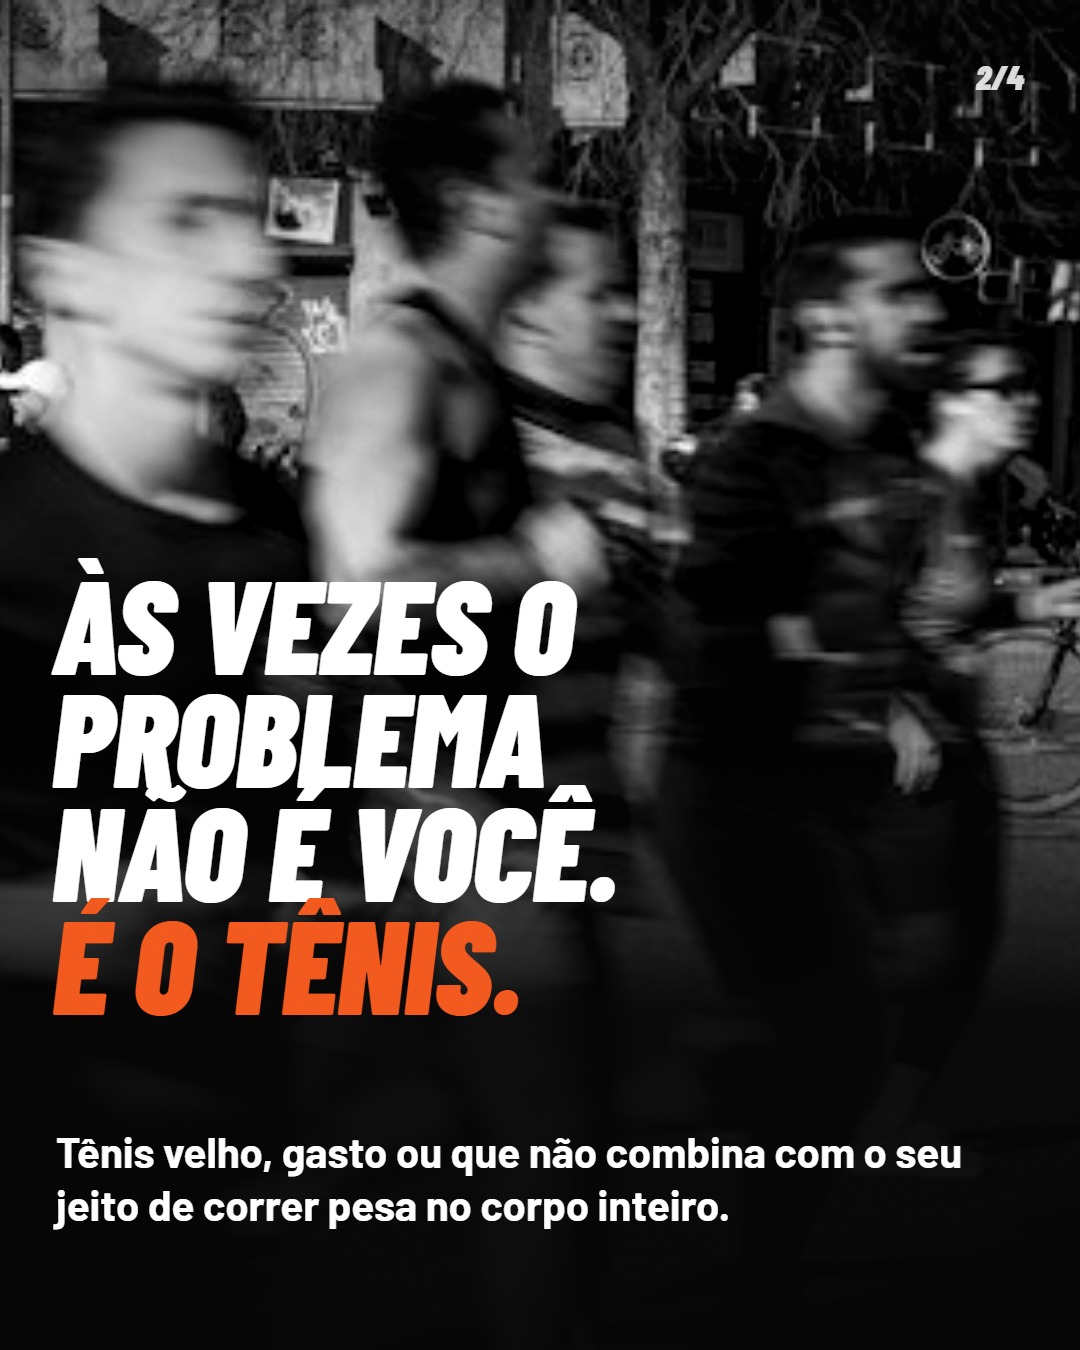 2/4
ÀS VEZES O
PROBLEMA
NÃO É VOCÊ.
É O TÊNIS.
Tênis velho, gasto ou que não combina com o seu
jeito de correr pesa no corpo inteiro.